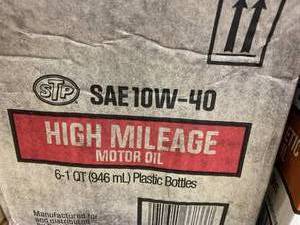 STP SAE 10W-40
HIGH MILEAGE
MOTOR OIL
6-1 QT (946 mL) Plastic Bottles
Manufactured for
and distributed